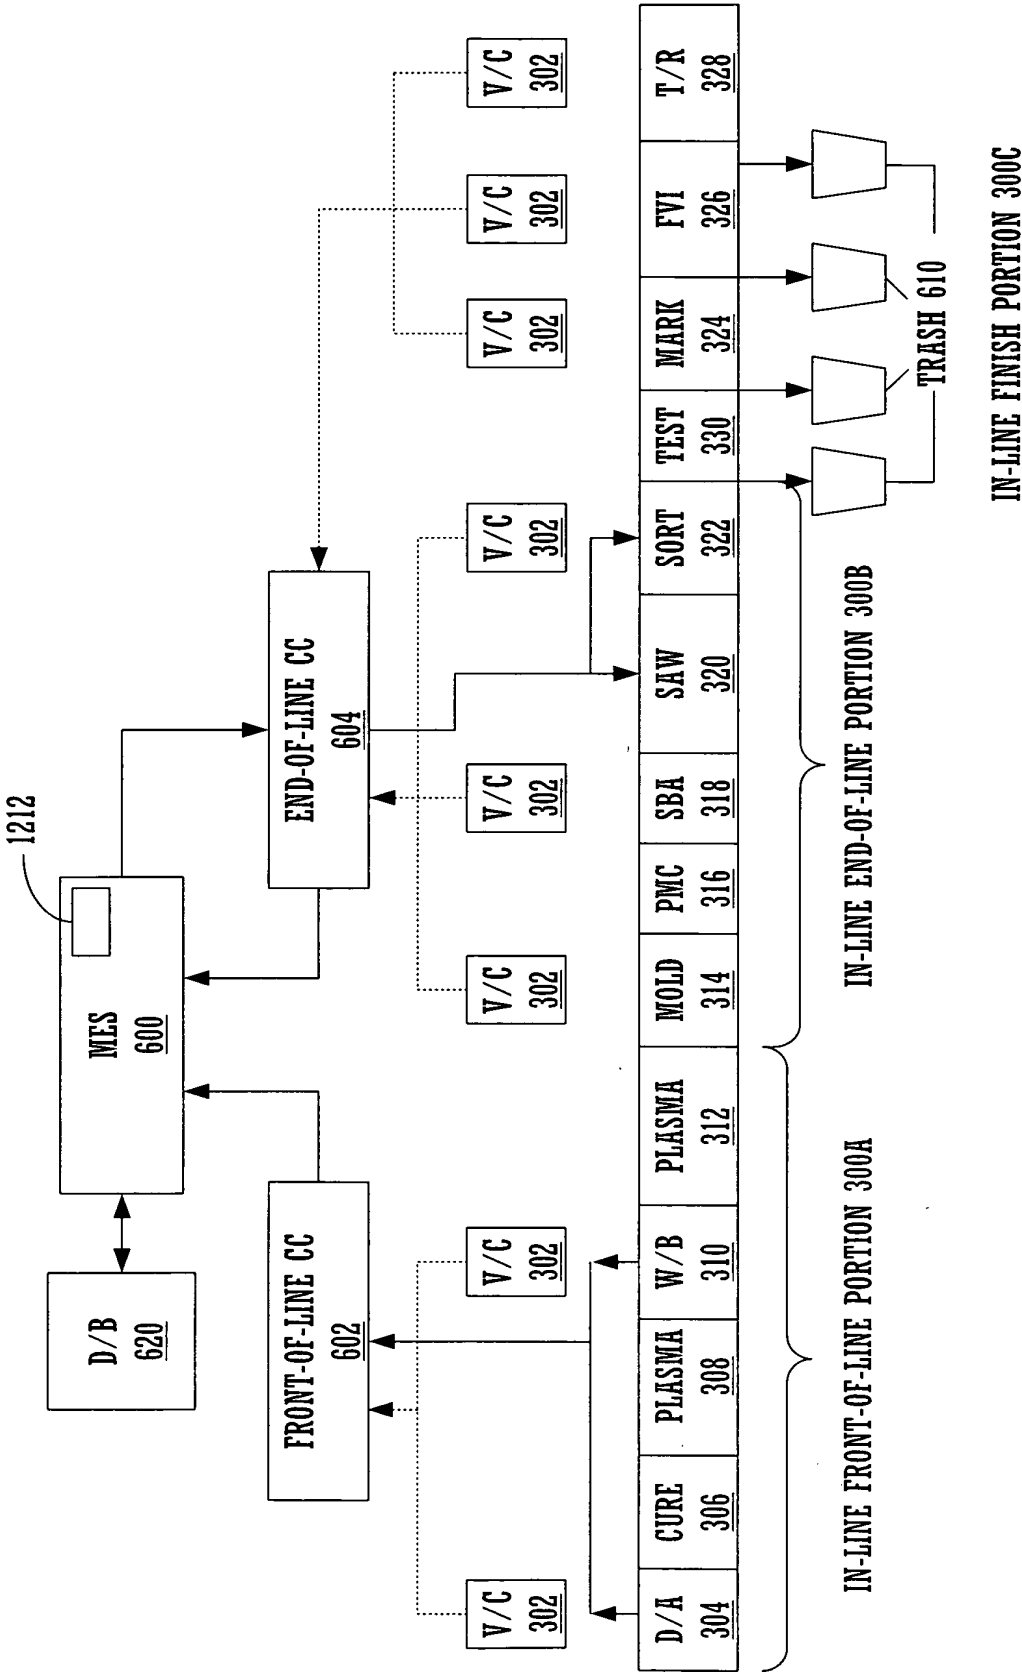 1212
D/B
620
MES
600
FRONT-OF-LINE CC
602
END-OF-LINE CC
604
V/C
302
V/C
302
V/C
302
V/C
302
V/C
302
V/C
302
V/C
302
V/C
302
D/A
304
CURE
306
PLASMA
308
W/B
310
PLASMA
312
MOLD
314
PMC
316
SBA
318
SAW
320
SORT
322
TEST
330
MARK
324
FVI
326
T/R
328
TRASH 610
IN-LINE FRONT-OF-LINE PORTION 300A
IN-LINE END-OF-LINE PORTION 300B
IN-LINE FINISH PORTION 300C